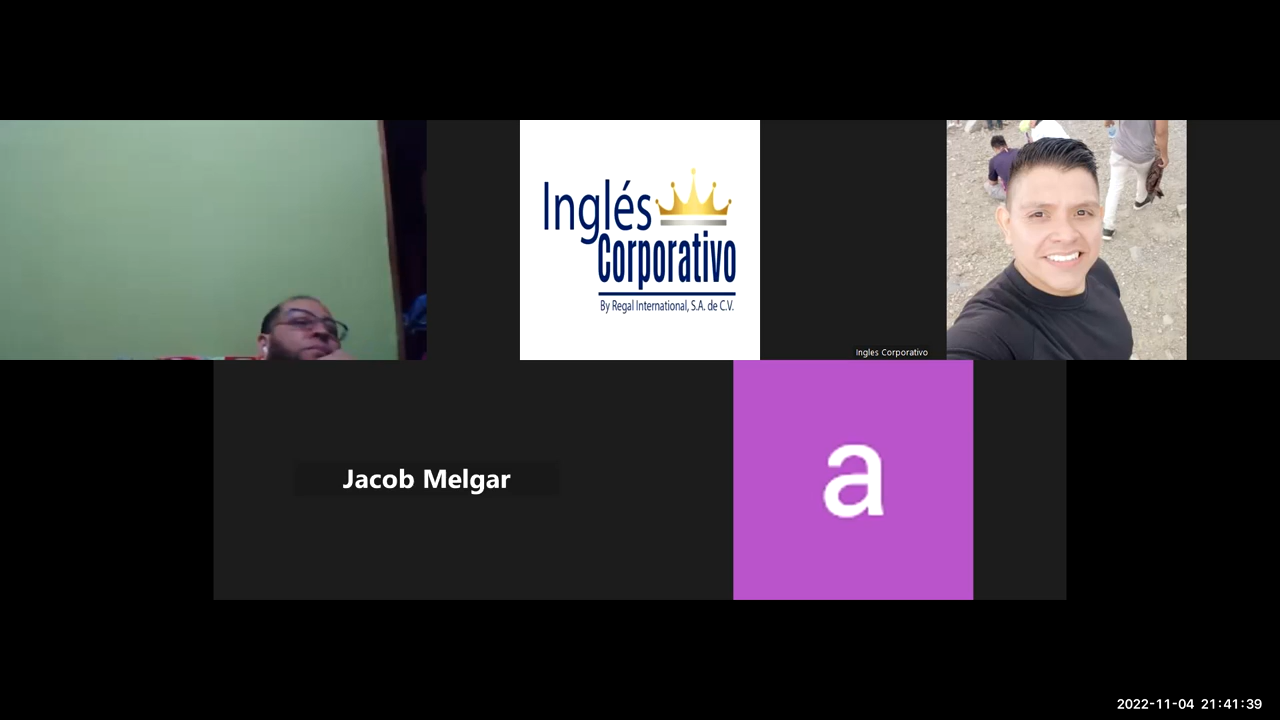 Inglés
Corporativo
By Regal International, S.A. de C.V.
Ingles Corporativo
Jacob Melgar
a
2022-11-04 21:41:39